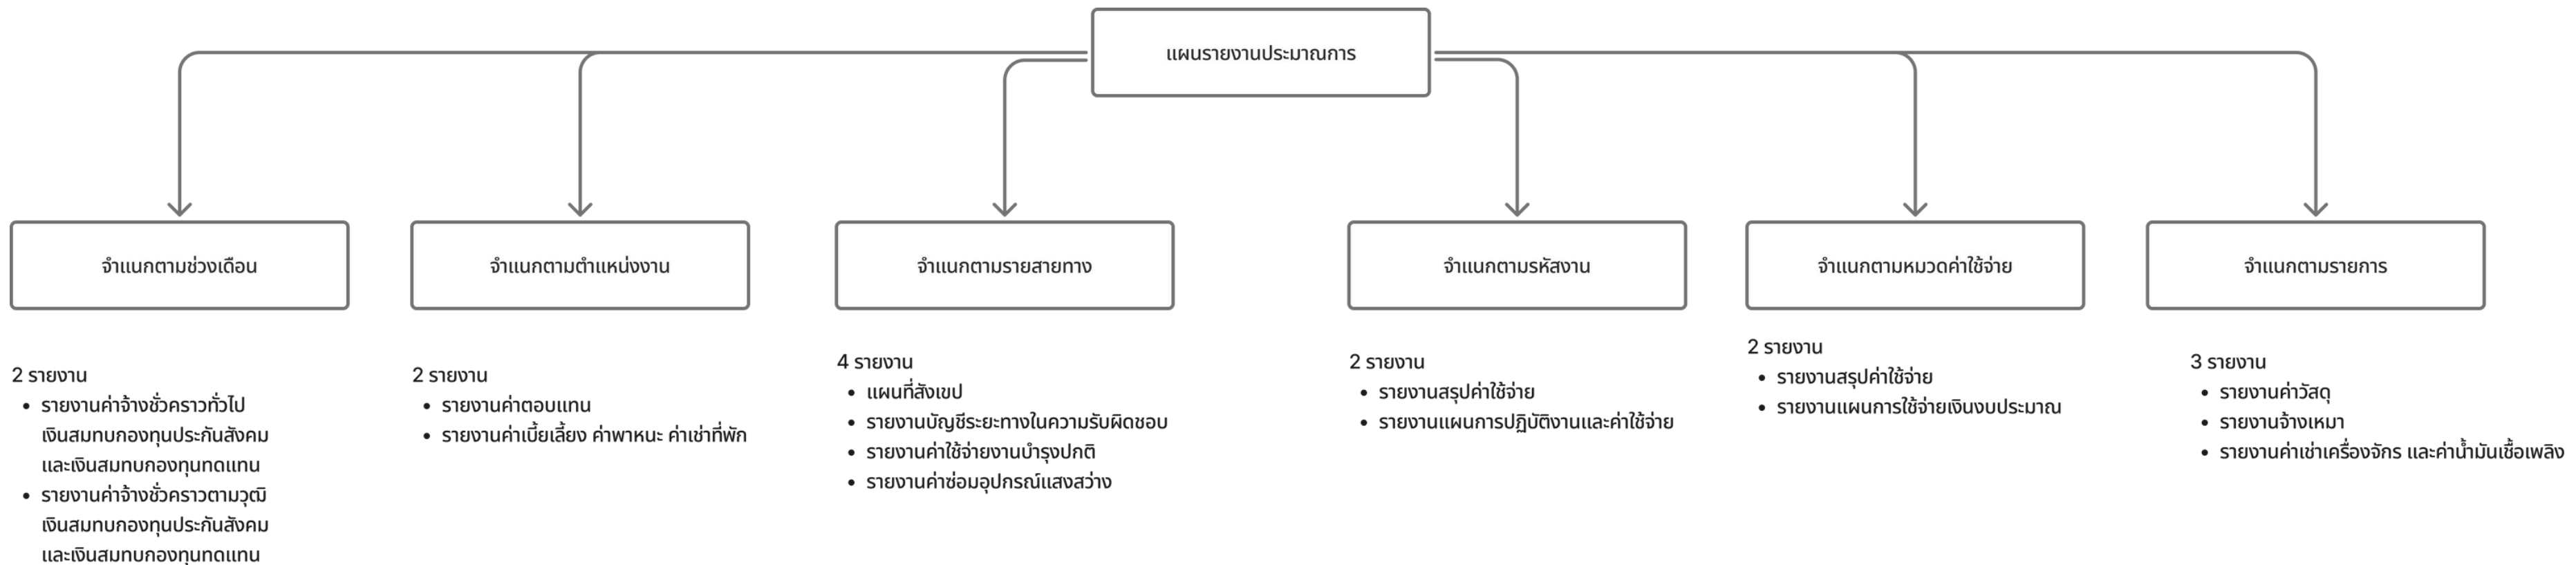 แผนรายงานประมาณการ
จำแนกตามช่วงเดือน
จำแนกตามตำแหน่งงาน
จำแนกตามรายสายทาง
จำแนกตามรหัสงาน
จำแนกตามหมวดค่าใช้จ่าย
จำแนกตามรายการ
2 รายงาน
• รายงานค่าจ้างชั่วคราวทั่วไป
เงินสมทบกองทุนประกันสังคม
และเงินสมทบกองทุนทดแทน
• รายงานค่าจ้างชั่วคราวตามวุฒิ
เงินสมทบกองทุนประกันสังคม
และเงินสมทบกองทุนทดแทน
2 รายงาน
• รายงานค่าตอบแทน
• รายงานค่าเบี้ยเลี้ยง ค่าพาหนะ ค่าเช่าที่พัก
4 รายงาน
• แผนที่สังเขป
• รายงานบัญชีระยะทางในความรับผิดชอบ
• รายงานค่าใช้จ่ายงานบำรุงปกติ
• รายงานค่าซ่อมอุปกรณ์แสงสว่าง
2 รายงาน
• รายงานสรุปค่าใช้จ่าย
• รายงานแผนการปฏิบัติงานและค่าใช้จ่าย
2 รายงาน
• รายงานสรุปค่าใช้จ่าย
• รายงานแผนการใช้จ่ายเงินงบประมาณ
3 รายงาน
• รายงานค่าวัสดุ
• รายงานจ้างเหมา
• รายงานค่าเช่าเครื่องจักร และค่าน้ำมันเชื้อเพลิง